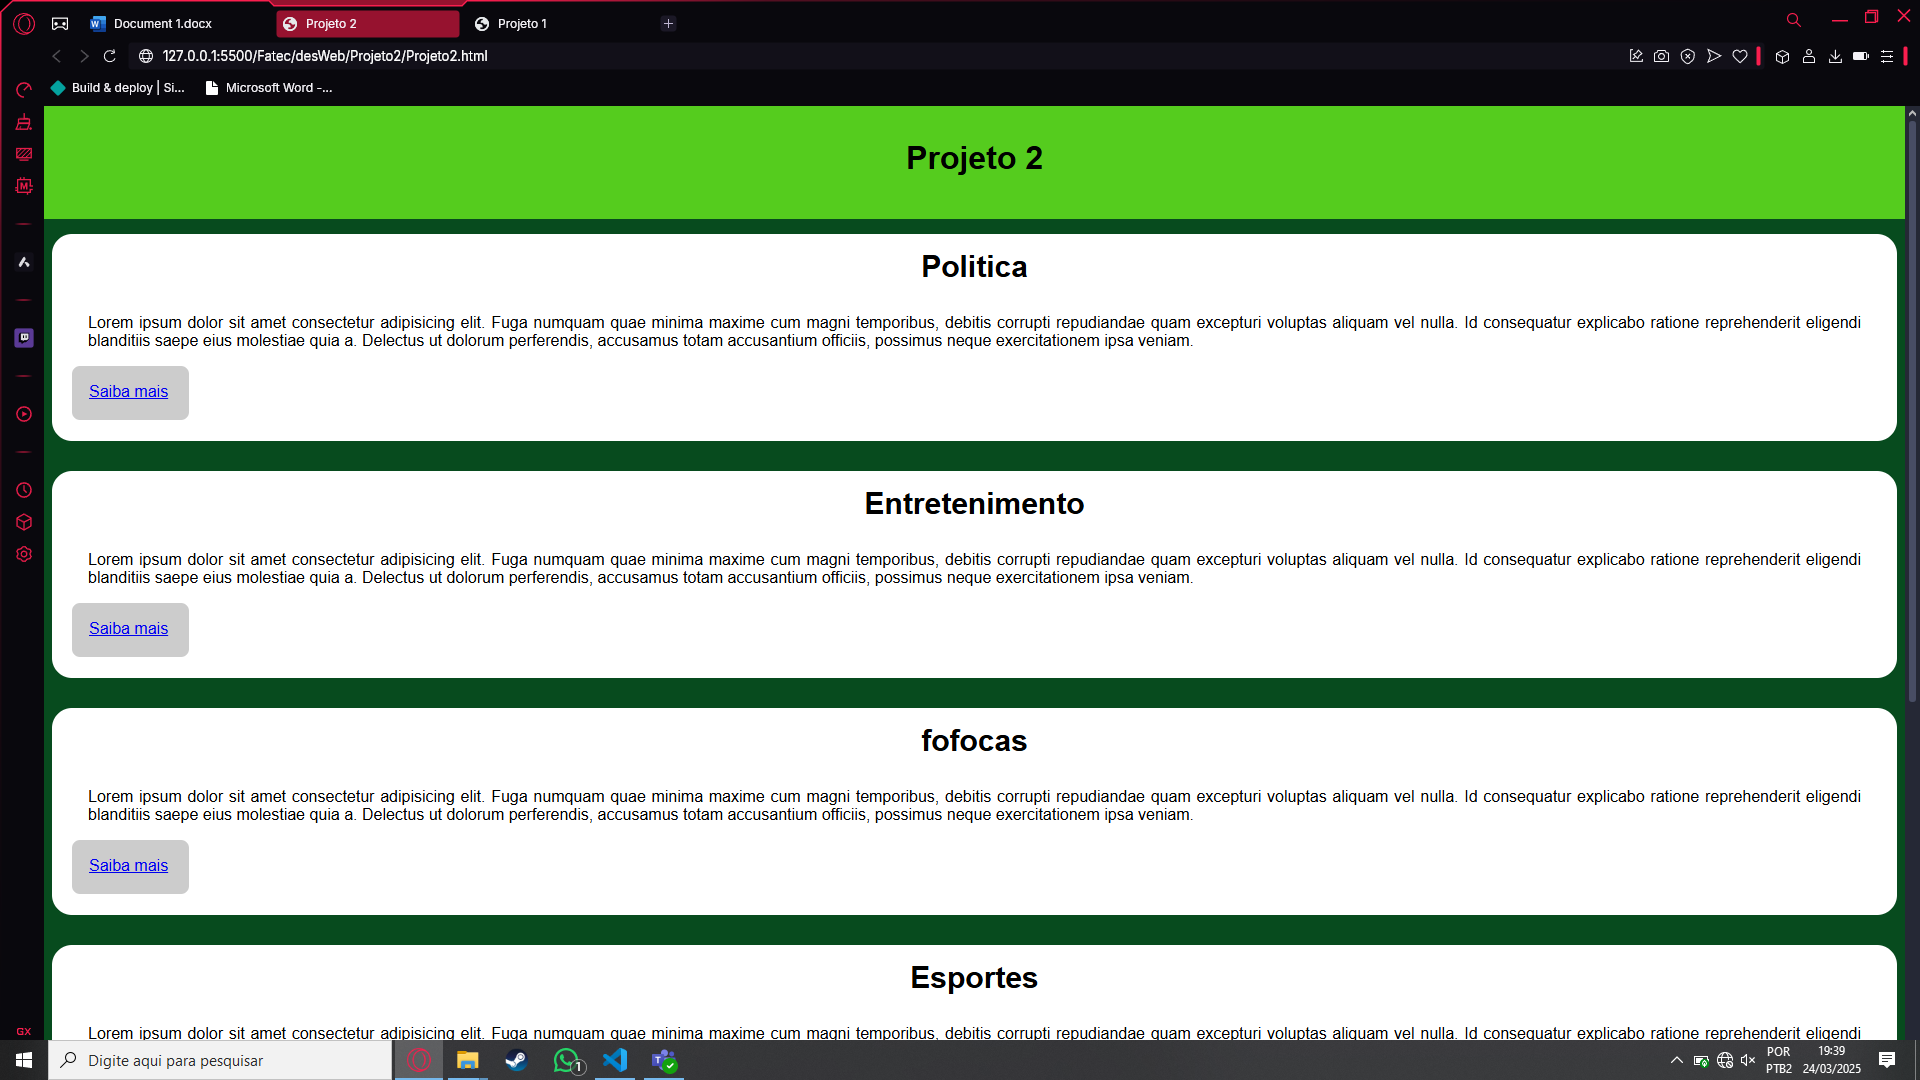 Document 1.docx
Projeto 2
Projeto 1
127.0.0.1:5500/Fatec/desWeb/Projeto2/Projeto2.html
Build & deploy | Si...
Microsoft Word -...
Projeto 2
Politica
Lorem ipsum dolor sit amet consectetur adipisicing elit. Fuga numquam quae minima maxime cum magni temporibus, debitis corrupti repudiandae quam excepturi voluptas aliquam vel nulla. Id consequatur explicabo ratione reprehenderit eligendi
blanditiis saepe eius molestiae quia a. Delectus ut dolorum perferendis, accusamus totam accusantium officiis, possimus neque exercitationem ipsa veniam.
Saiba mais
Entretenimento
Lorem ipsum dolor sit amet consectetur adipisicing elit. Fuga numquam quae minima maxime cum magni temporibus, debitis corrupti repudiandae quam excepturi voluptas aliquam vel nulla. Id consequatur explicabo ratione reprehenderit eligendi
blanditiis saepe eius molestiae quia a. Delectus ut dolorum perferendis, accusamus totam accusantium officiis, possimus neque exercitationem ipsa veniam.
Saiba mais
fofocas
Lorem ipsum dolor sit amet consectetur adipisicing elit. Fuga numquam quae minima maxime cum magni temporibus, debitis corrupti repudiandae quam excepturi voluptas aliquam vel nulla. Id consequatur explicabo ratione reprehenderit eligendi
blanditiis saepe eius molestiae quia a. Delectus ut dolorum perferendis, accusamus totam accusantium officiis, possimus neque exercitationem ipsa veniam.
Saiba mais
Esportes
Lorem ipsum dolor sit amet consectetur adipisicing elit. Fuga numquam quae minima maxime cum magni temporibus, debitis corrupti repudiandae quam excepturi voluptas aliquam vel nulla. Id consequatur explicabo ratione reprehenderit eligendi
GX
Digite aqui para pesquisar
1
POR
PTB2
19:39
24/03/2025